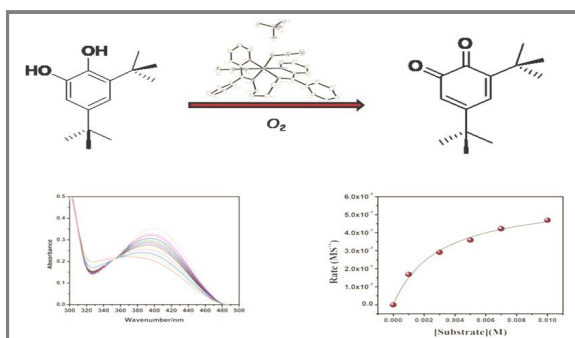 OH
HO
O
O
O₂
0.5
0.4
0.3
0.2
0.1
0.0
Absorbance
300 320 340 360 380 400 420 440 460 480 500
Wavenumber/nm
6.0x10⁻⁷
5.0x10⁻⁷
4.0x10⁻⁷
3.0x10⁻⁷
2.0x10⁻⁷
1.0x10⁻⁷
0.0
Rate (MS⁻¹)
0.000 0.002 0.004 0.006 0.008 0.010
[Substrate](M)